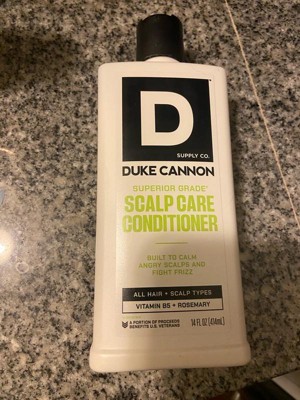 D
SUPPLY CO.
DUKE CANNON
SUPERIOR GRADE
SCALP CARE
CONDITIONER
BUILT TO CALM
ANGRY SCALPS AND
FIGHT FRIZZ
ALL HAIR + SCALP TYPES
VITAMIN B5 + ROSEMARY
A PORTION OF PROCEEDS
BENEFITS U.S. VETERANS
14 FL OZ (414mL)